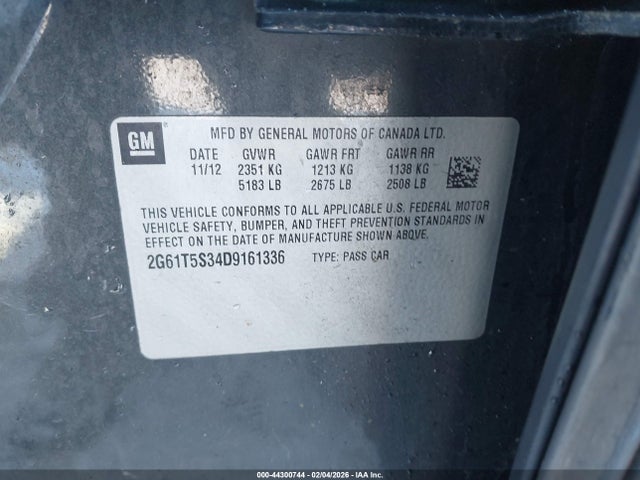 GM
MFD BY GENERAL MOTORS OF CANADA LTD.
DATE GVWR GAWR FRT GAWR RR
11/12 2351 KG 1213 KG 1138 KG
5183 LB 2675 LB 2508 LB
THIS VEHICLE CONFORMS TO ALL APPLICABLE U.S. FEDERAL MOTOR
VEHICLE SAFETY, BUMPER, AND THEFT PREVENTION STANDARDS IN
EFFECT ON THE DATE OF MANUFACTURE SHOWN ABOVE.
2G61T5S34D9161336 TYPE: PASS CAR
000-44300744 - 02/04/2026 - IAA Inc.